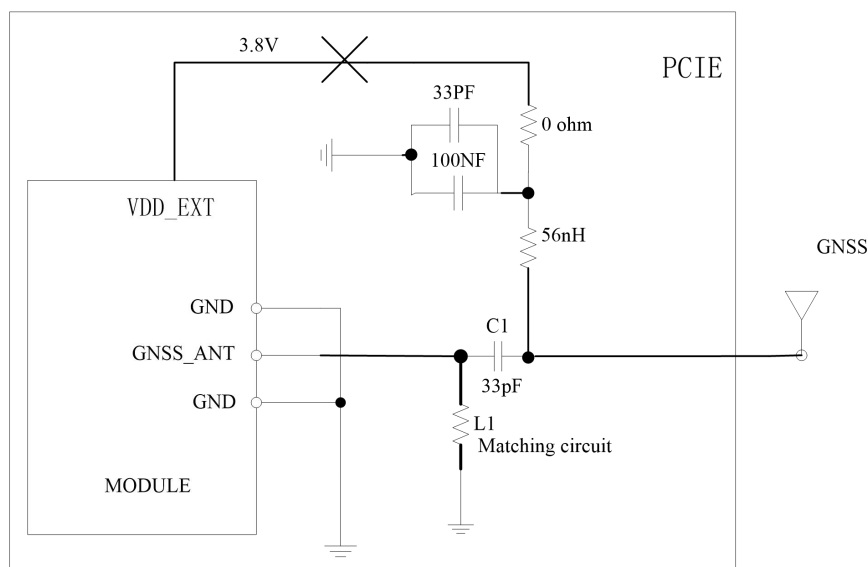 3.8V
PCIE
33PF
0 ohm
100NF
VDD_EXT
56nH
GNSS
GND
C1
GNSS_ANT
33pF
GND
L1
Matching circuit
MODULE